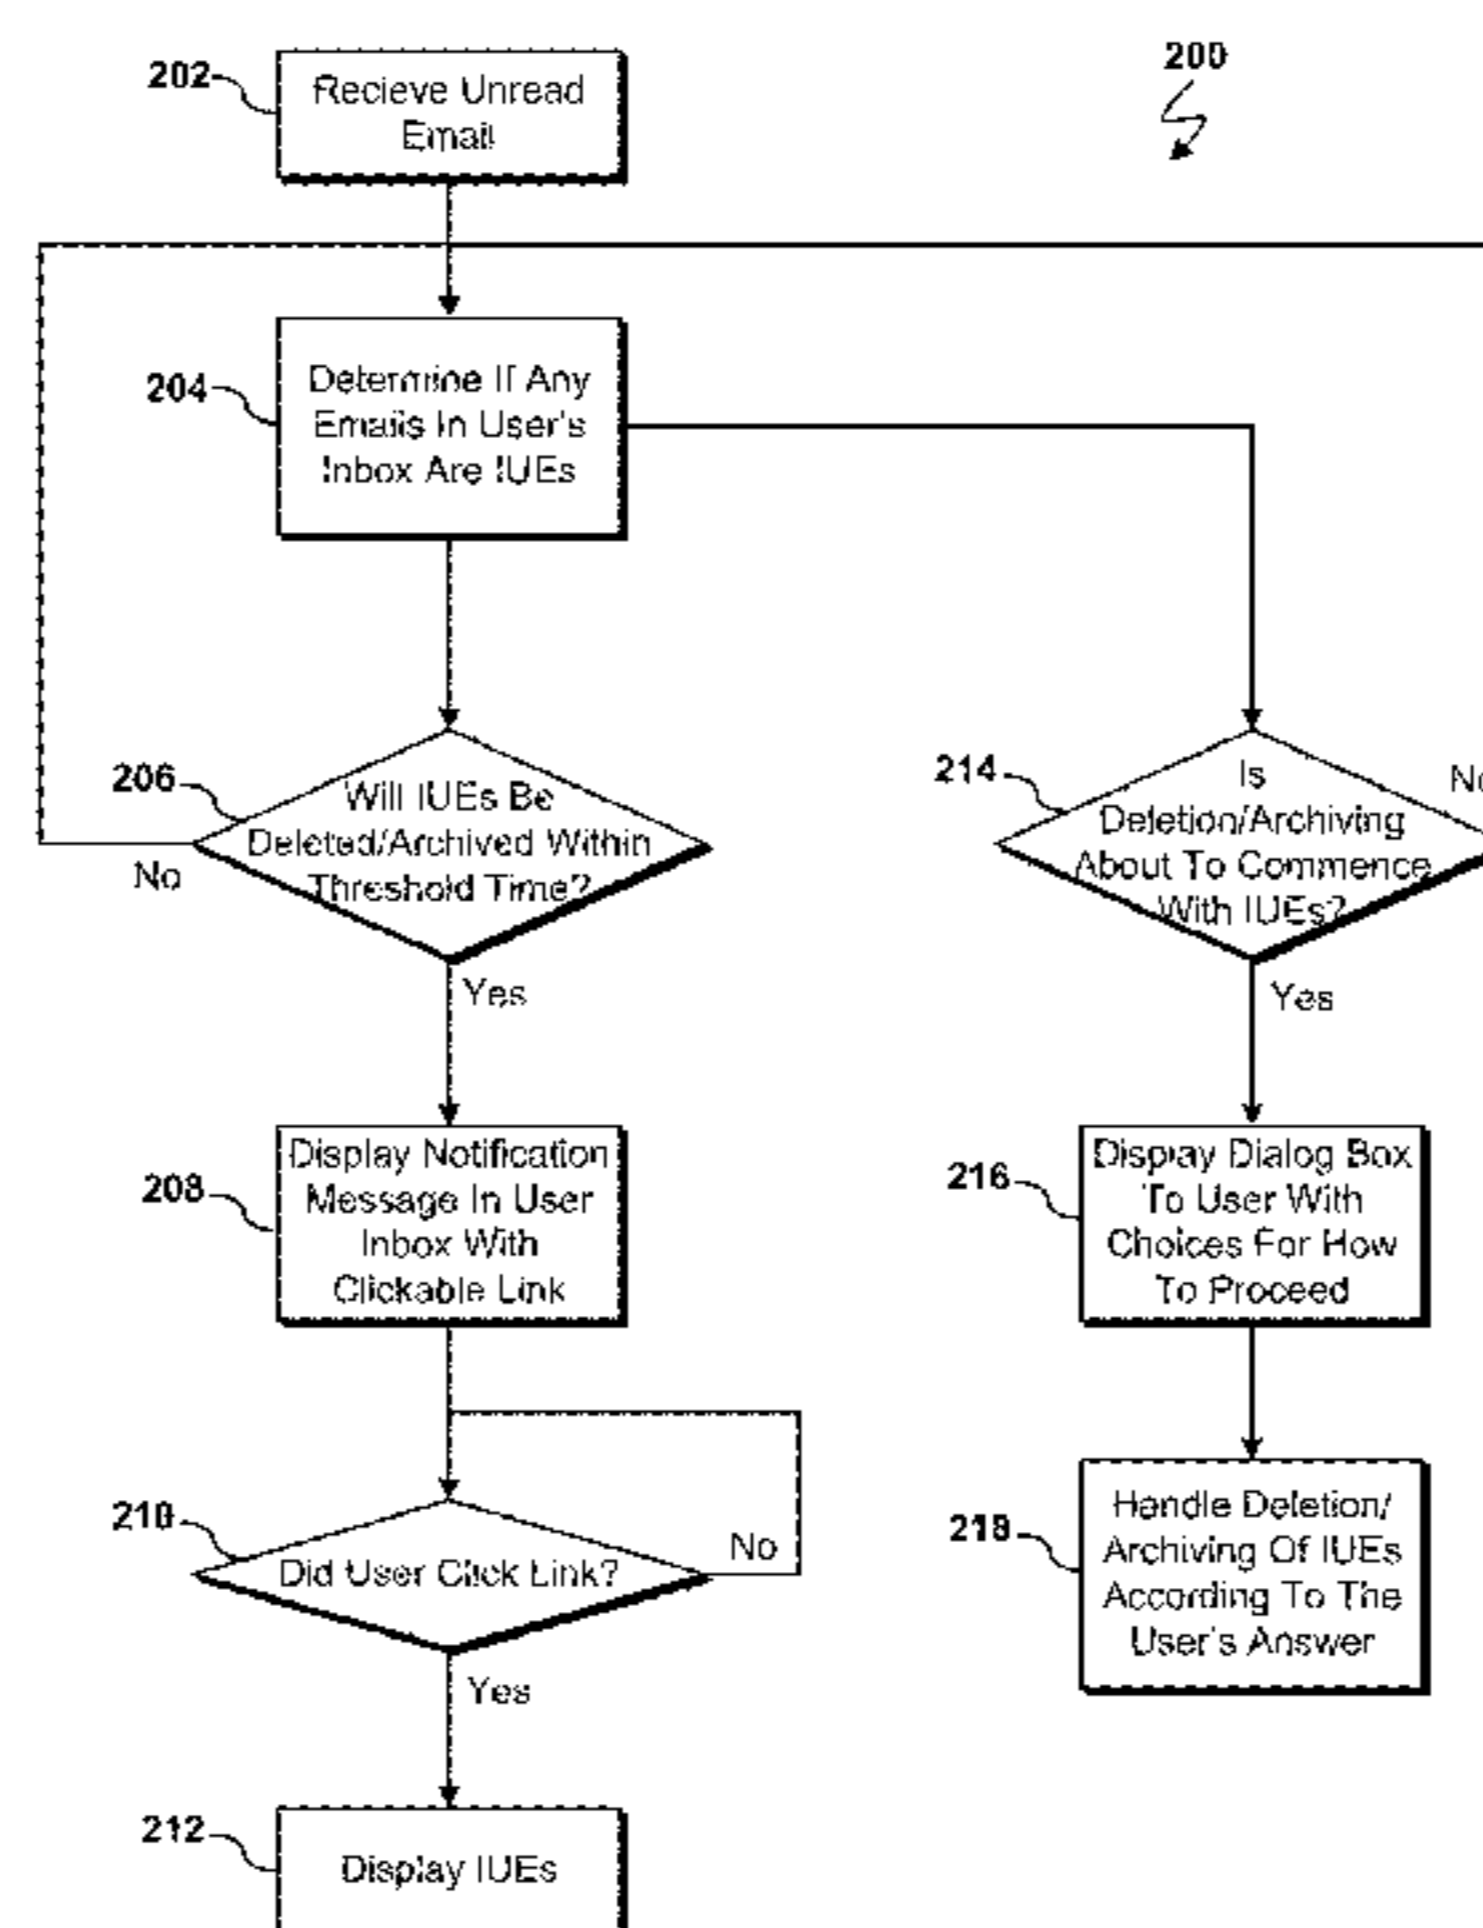 200
202
Recieve Unread
Email
204
Determine If Any
Emails In User's
Inbox Are IUEs
206
Will IUEs Be
Deleted/Archived Within
Threshold Time?
No
Yes
208
Display Notification
Message In User
Inbox With
Clickable Link
210
Did User Click Link?
No
Yes
212
Display IUEs
214
Is
Deletion/Archiving
About To Commence
With IUEs?
No
Yes
216
Display Dialog Box
To User With
Choices For How
To Proceed
218
Handle Deletion/
Archiving Of IUEs
According To The
User's Answer